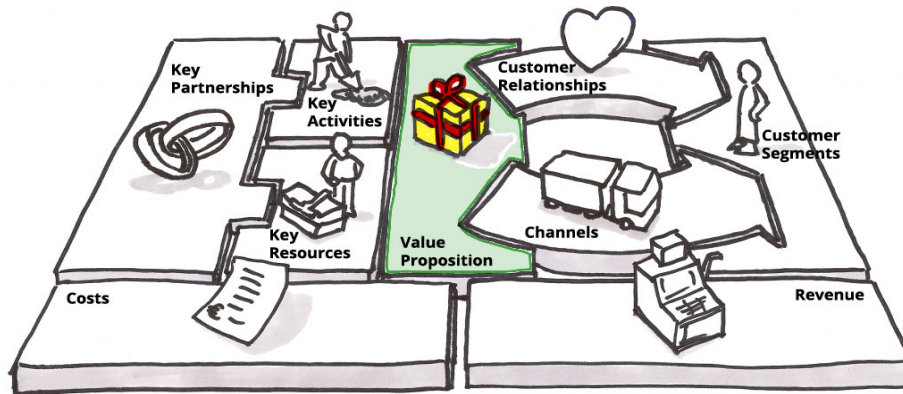 Key
Partnerships
Key
Activities
Key
Resources
Value
Proposition
Customer
Relationships
Channels
Customer
Segments
Costs
€
Revenue